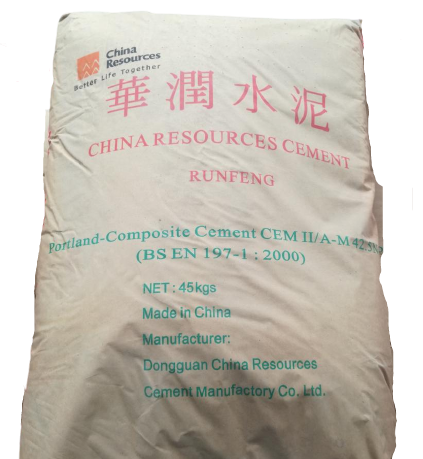 China
Resources
Better Life Together
華潤水泥
CHINA RESOURCES CEMENT
RUNFENG
Portland-Composite Cement CEM II/A-M 42.5
(BS EN 197-1 : 2000)
NET : 45kgs
Made in China
Manufacturer:
Dongguan China Resources
Cement Manufactory Co. Ltd.